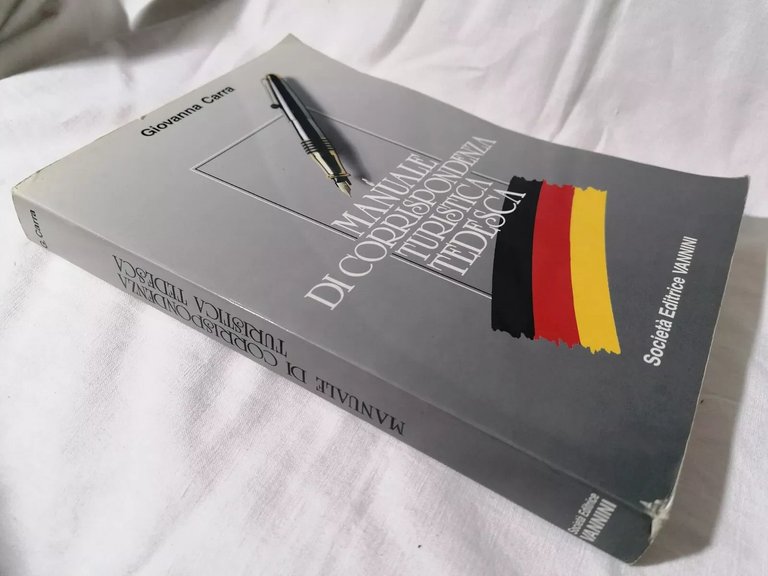 Giovanna Carra
MANUALE
DI CORRISPONDENZA
TURISTICA
TEDESCA
Società Editrice VANNINI
G. Carra
MANUALE DI CORRISPONDENZA
TURISTICA TEDESCA
Società Editrice
VANNINI